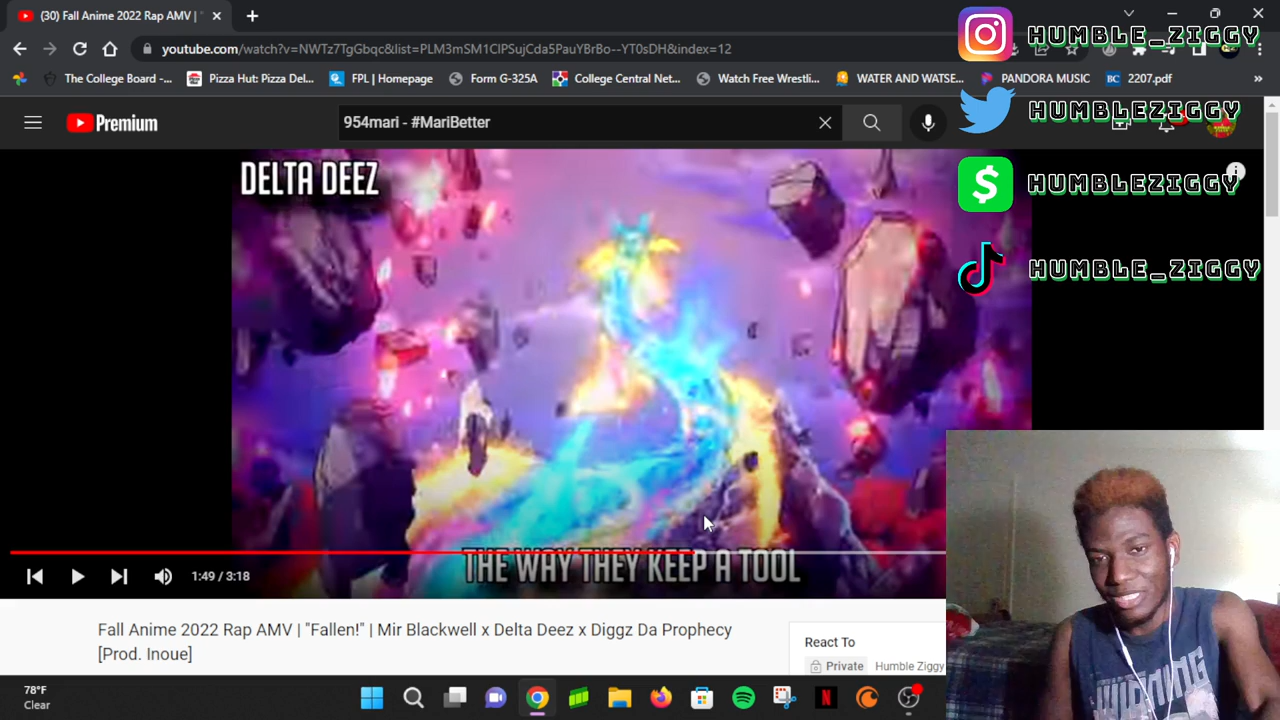 (30) Fall Anime 2022 Rap AMV | "
youtube.com/watch?v=NWTz7TgGbqc&list=PLM3mSM1ClPSujCda5PauYBrBo--YT0sDH&index=12
HUMBLE_ZIGGY
The College Board -...
Pizza Hut: Pizza Del...
FPL | Homepage
Form G-325A
College Central Net...
Watch Free Wrestli...
WATER AND WATSE...
PANDORA MUSIC
BC 2207.pdf
»
Premium
954mari - #MariBetter
HUMBLEZIGGY
DELTA DEEZ
HUMBLEZIGGY
HUMBLE_ZIGGY
THE WAY THEY KEEP A TOOL
1:49 / 3:18
Fall Anime 2022 Rap AMV | "Fallen!" | Mir Blackwell x Delta Deez x Diggz Da Prophecy
[Prod. Inoue]
React To
Private Humble Ziggy
78°F
Clear